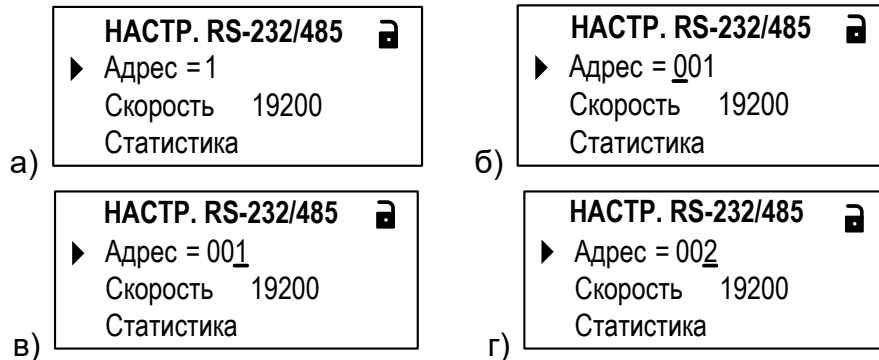 НАСТР. RS-232/485
Адрес =1
Скорость 19200
Статистика
а)
НАСТР. RS-232/485
Адрес = 001
Скорость 19200
Статистика
б)
НАСТР. RS-232/485
Адрес = 001
Скорость 19200
Статистика
в)
НАСТР. RS-232/485
Адрес = 002
Скорость 19200
Статистика
г)